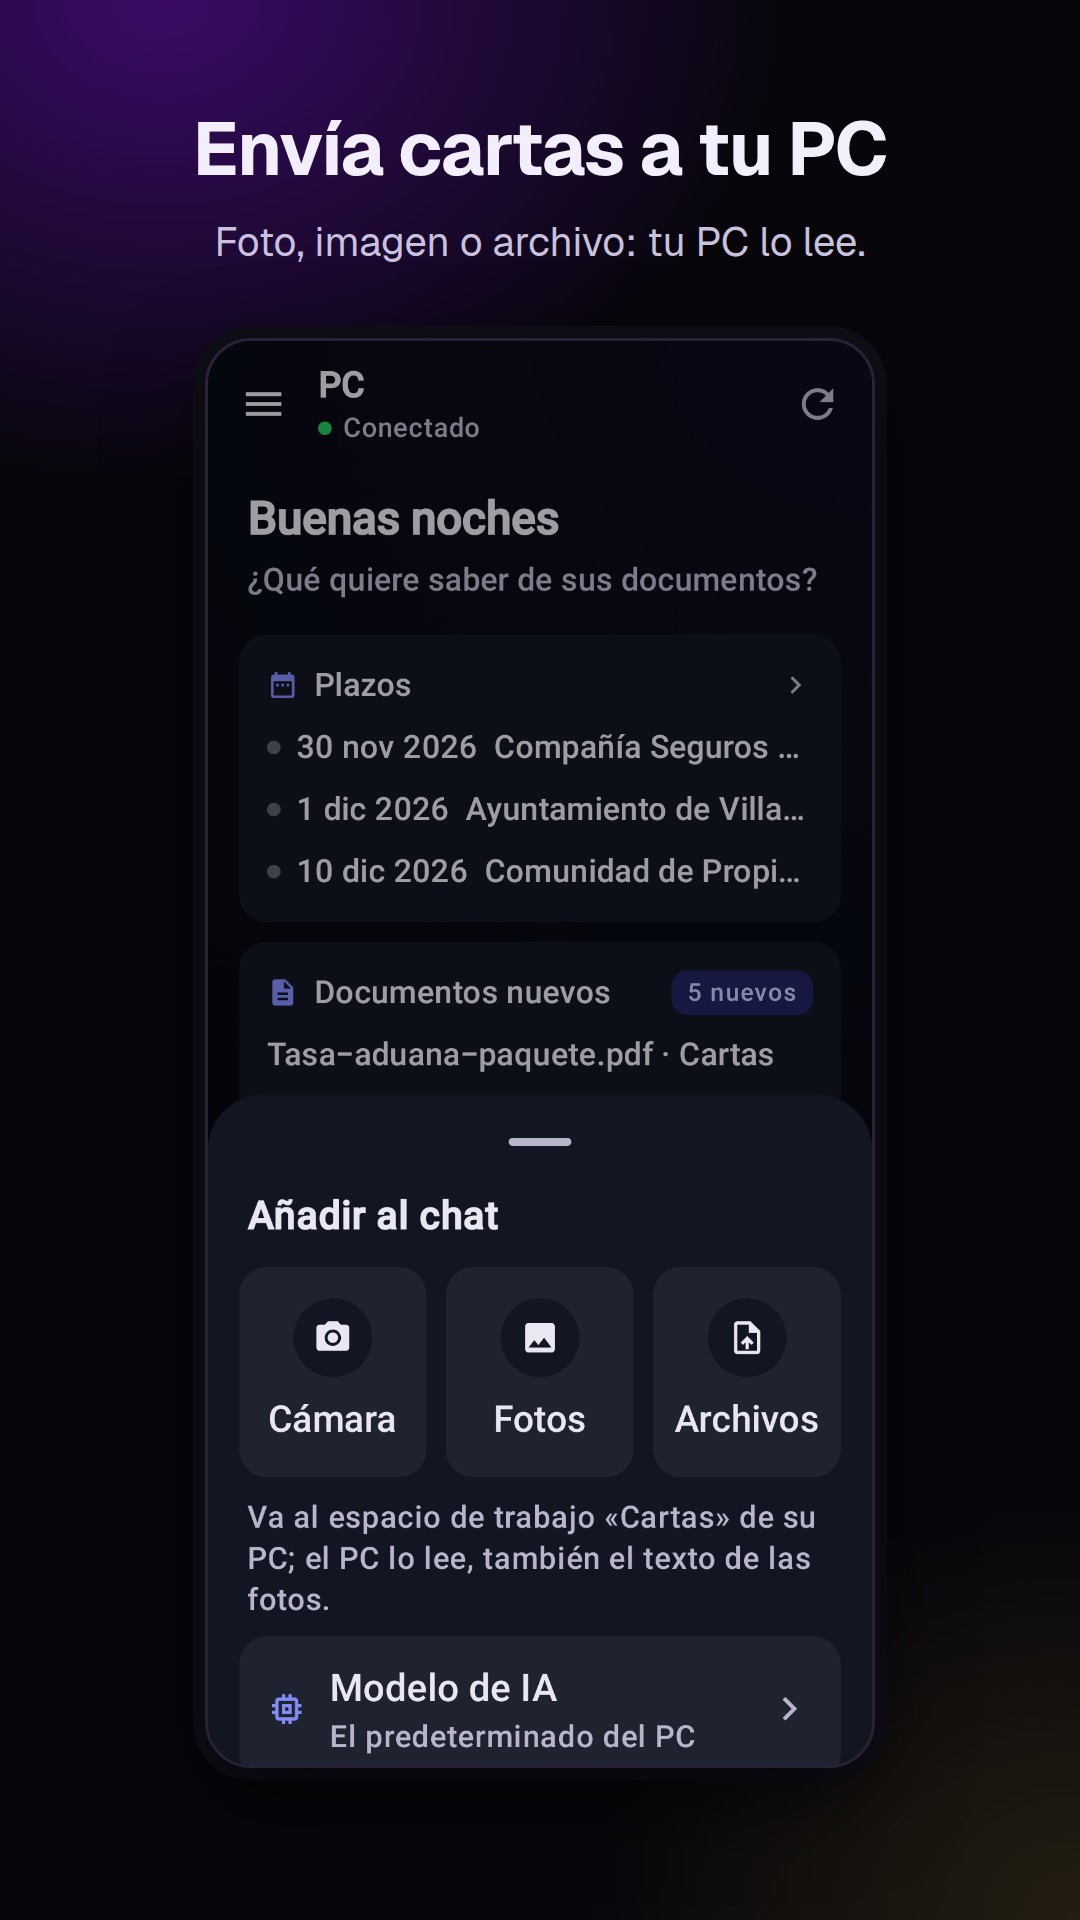 Envía cartas a tu PC
Foto, imagen o archivo: tu PC lo lee.
PC
Conectado
Buenas noches
¿Qué quiere saber de sus documentos?
Plazos
30 nov 2026 Compañía Seguros ...
1 dic 2026 Ayuntamiento de Villa...
10 dic 2026 Comunidad de Propi...
Documentos nuevos 5 nuevos
Tasa-aduana-paquete.pdf · Cartas
Añadir al chat
Cámara Fotos Archivos
Va al espacio de trabajo «Cartas» de su
PC; el PC lo lee, también el texto de las
fotos.
Modelo de IA
El predeterminado del PC